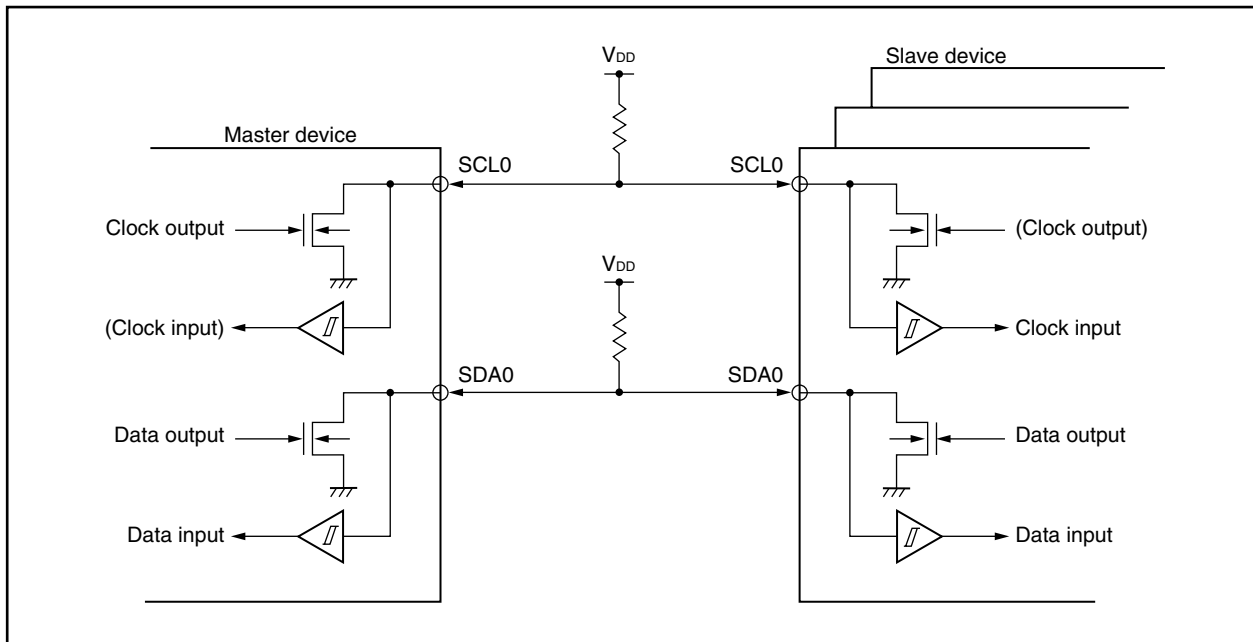 VDD
Slave device
Master device
SCL0 SCL0
Clock output (Clock output)
VDD
(Clock input) Clock input
SDA0 SDA0
Data output Data output
Data input Data input